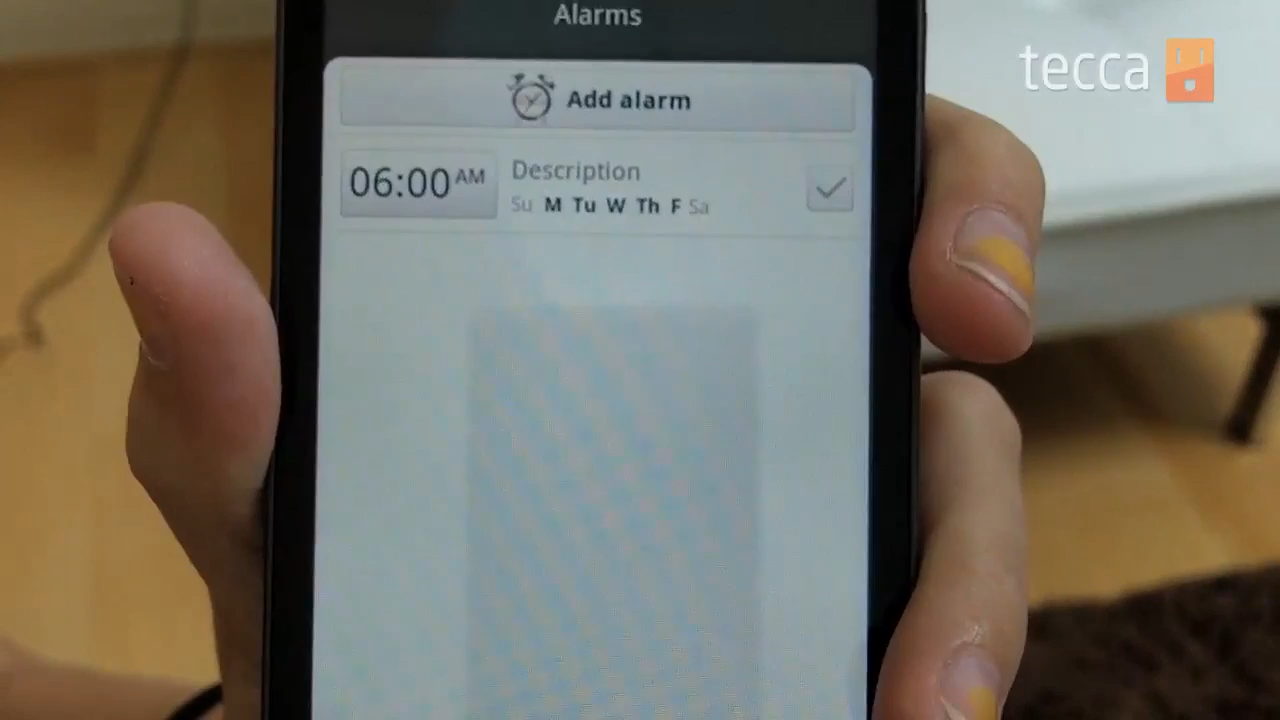 Alarms
tecca
Add alarm
06:00 AM
Description
Su M Tu W Th F Sa